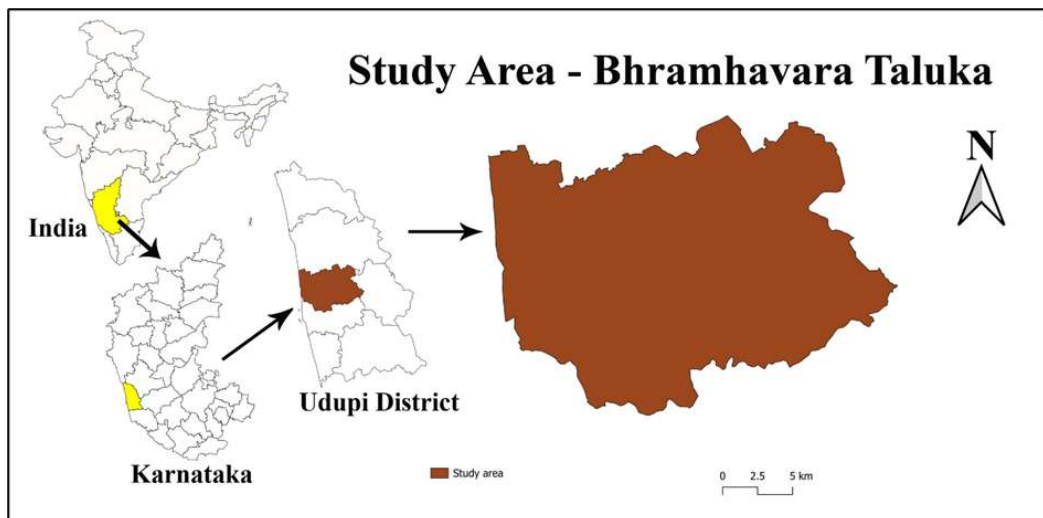 Study Area - Bhramhavara Taluka
N
India
Udupi District
Karnataka
Study area
0 2.5 5 km